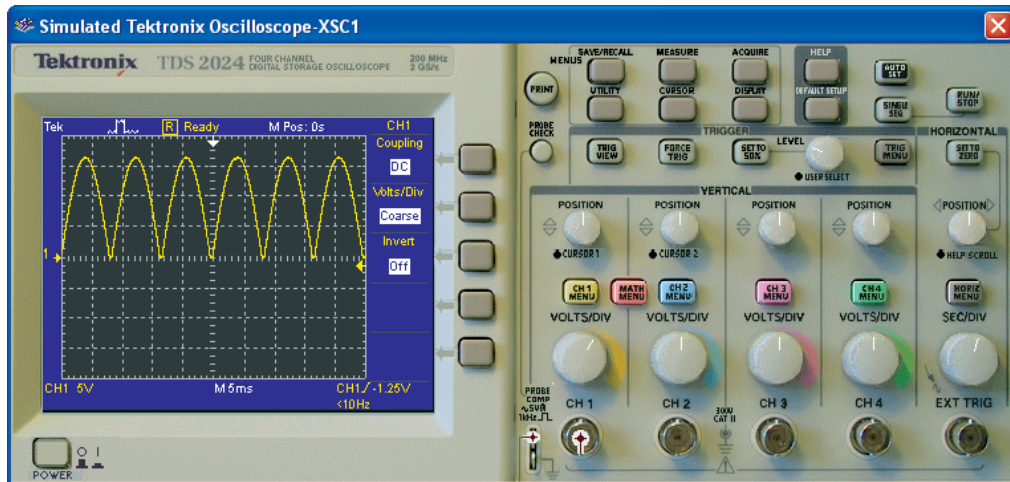 Simulated Tektronix Oscilloscope-XSC1
Tektronix TDS 2024 FOUR CHANNEL DIGITAL STORAGE OSCILLOSCOPE 200 MHz 2 GS/s
Tek R Ready M Pos: 0s CH1
Coupling
DC
Volts/Div
Coarse
Invert
Off
1
CH1 5V M 5ms CH1 / -1.25V
<10Hz
POWER
PRINT
MENUS
SAVE/RECALL MEASURE ACQUIRE HELP
AUTO SET
UTILITY CURSOR DISPLAY DEFAULT SETUP
SINGLE SEQ
RUN/STOP
PROBE CHECK
TRIGGER
HORIZONTAL
TRIG VIEW
FORCE TRIG
SET TO 50%
LEVEL
TRIG MENU
SET TO ZERO
USER SELECT
VERTICAL
POSITION POSITION POSITION POSITION POSITION
CURSOR 1 CURSOR 2 HELP SCROLL
CH 1 MENU
MATH MENU
CH 2 MENU
CH 3 MENU
CH 4 MENU
HORIZ MENU
VOLTS/DIV VOLTS/DIV VOLTS/DIV VOLTS/DIV SEC/DIV
PROBE COMP
~5V@
1kHz
CH 1 CH 2 CH 3 CH 4 EXT TRIG
300V
CAT II